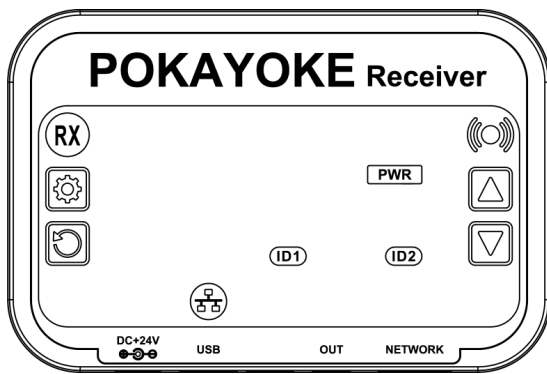 POKAYOKE Receiver
RX
PWR
ID1 ID2
DC+24V
USB OUT NETWORK